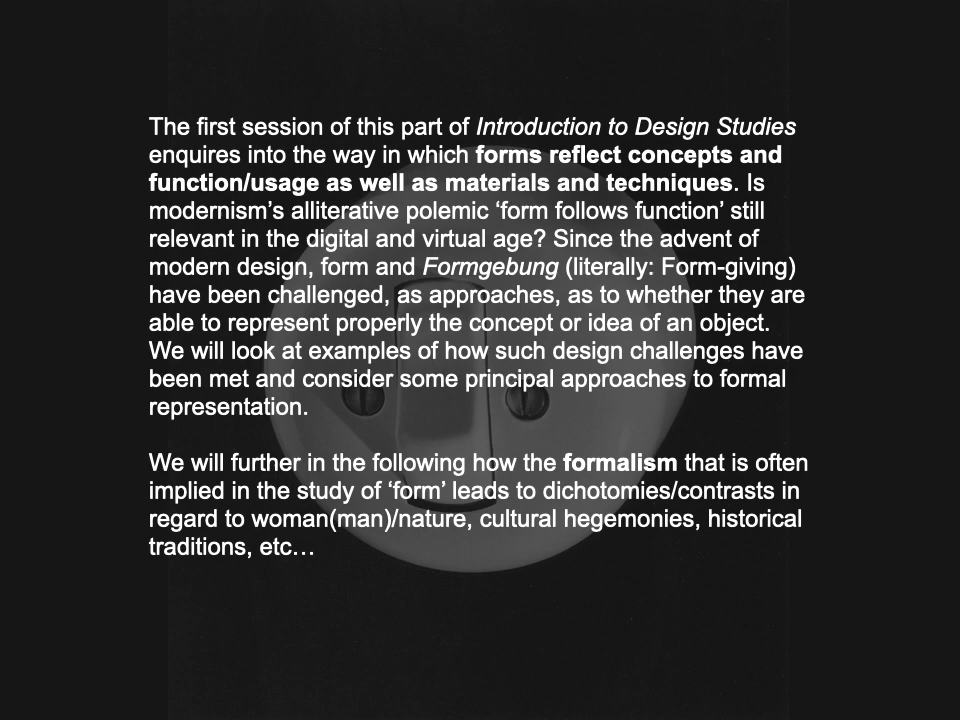 The first session of this part of Introduction to Design Studies
enquires into the way in which forms reflect concepts and
function/usage as well as materials and techniques. Is
modernism’s alliterative polemic ‘form follows function’ still
relevant in the digital and virtual age? Since the advent of
modern design, form and Formgebung (literally: Form-giving)
have been challenged, as approaches, as to whether they are
able to represent properly the concept or idea of an object.
We will look at examples of how such design challenges have
been met and consider some principal approaches to formal
representation.
We will further in the following how the formalism that is often
implied in the study of ‘form’ leads to dichotomies/contrasts in
regard to woman(man)/nature, cultural hegemonies, historical
traditions, etc…